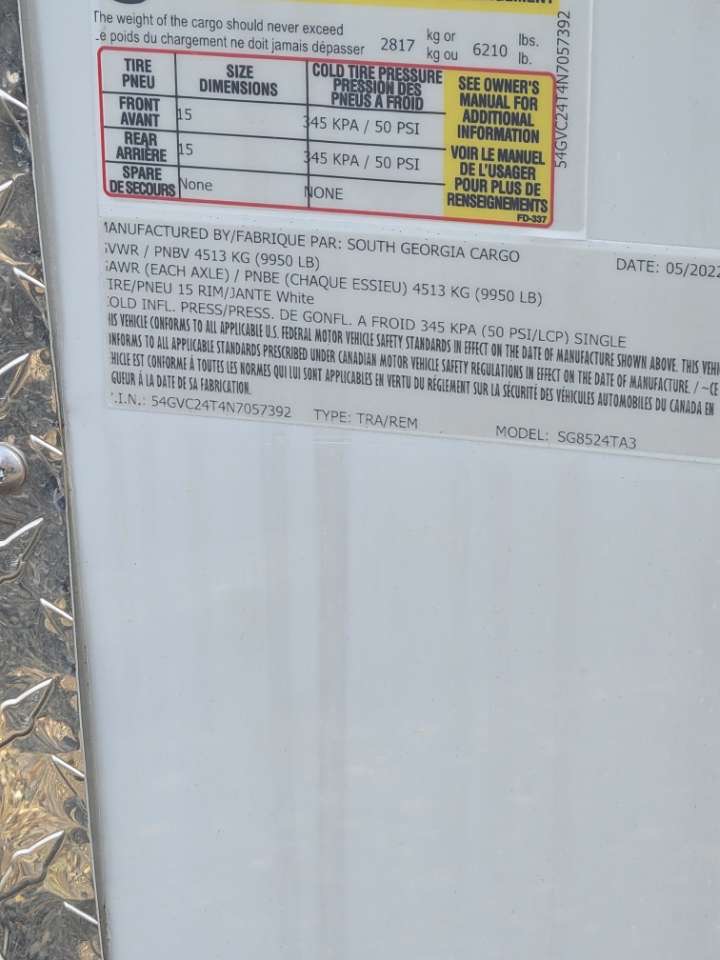 The weight of the cargo should never exceed
Le poids du chargement ne doit jamais dépasser 2817 kg or kg ou 6210 lbs. lb.
TIRE PNEU SIZE DIMENSIONS COLD TIRE PRESSURE PRESSION DES PNEUS A FROID
FRONT AVANT 15 345 KPA / 50 PSI
REAR ARRIÈRE 15 345 KPA / 50 PSI
SPARE DE SECOURS None NONE
SEE OWNER'S
MANUAL FOR
ADDITIONAL
INFORMATION
VOIR LE MANUEL
DE L'USAGER
POUR PLUS DE
RENSEIGNEMENTS
FD-337
54GVC24T4N7057392
MANUFACTURED BY/FABRIQUE PAR: SOUTH GEORGIA CARGO DATE: 05/2022
GVWR / PNBV 4513 KG (9950 LB)
GAWR (EACH AXLE) / PNBE (CHAQUE ESSIEU) 4513 KG (9950 LB)
TIRE/PNEU 15 RIM/JANTE White
COLD INFL. PRESS/PRESS. DE GONFL. A FROID 345 KPA (50 PSI/LCP) SINGLE
HIS VEHICLE CONFORMS TO ALL APPLICABLE U.S. FEDERAL MOTOR VEHICLE SAFETY STANDARDS IN EFFECT ON THE DATE OF MANUFACTURE SHOWN ABOVE. THIS VEHI
NFORMS TO ALL APPLICABLE STANDARDS PRESCRIBED UNDER CANADIAN MOTOR VEHICLE SAFETY REGULATIONS IN EFFECT ON THE DATE OF MANUFACTURE. / ~CE
HICLE EST CONFORME À TOUTES LES NORMES QUI LUI SONT APPLICABLES EN VERTU DU RÉGLEMENT SUR LA SÉCURITÉ DES VÉHICULES AUTOMOBILES DU CANADA EN
GUEUR À LA DATE DE SA FABRICATION.
V.I.N.: 54GVC24T4N7057392 TYPE: TRA/REM MODEL: SG8524TA3